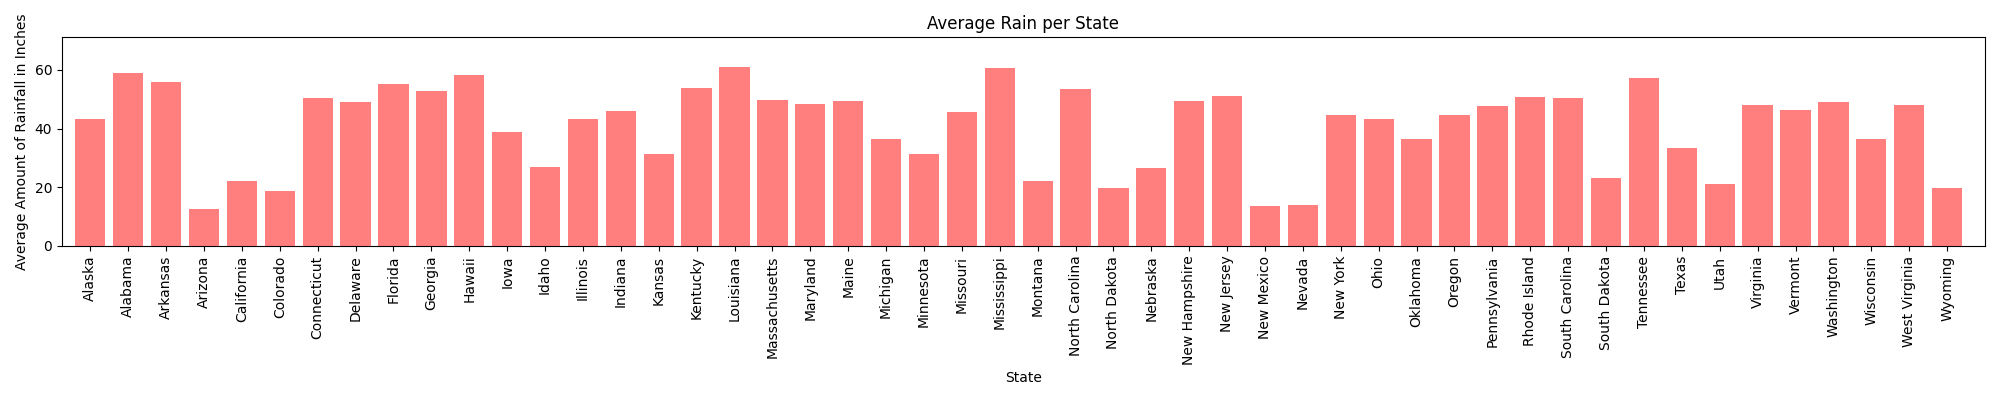 Average Rain per State
Average Amount of Rainfall in Inches
60
40
20
0
Alaska
Alabama
Arkansas
Arizona
California
Colorado
Connecticut
Delaware
Florida
Georgia
Hawaii
Iowa
Idaho
Illinois
Indiana
Kansas
Kentucky
Louisiana
Massachusetts
Maryland
Maine
Michigan
Minnesota
Missouri
Mississippi
Montana
North Carolina
North Dakota
Nebraska
New Hampshire
New Jersey
New Mexico
Nevada
New York
Ohio
Oklahoma
Oregon
Pennsylvania
Rhode Island
South Carolina
South Dakota
Tennessee
Texas
Utah
Virginia
Vermont
Washington
Wisconsin
West Virginia
Wyoming
State